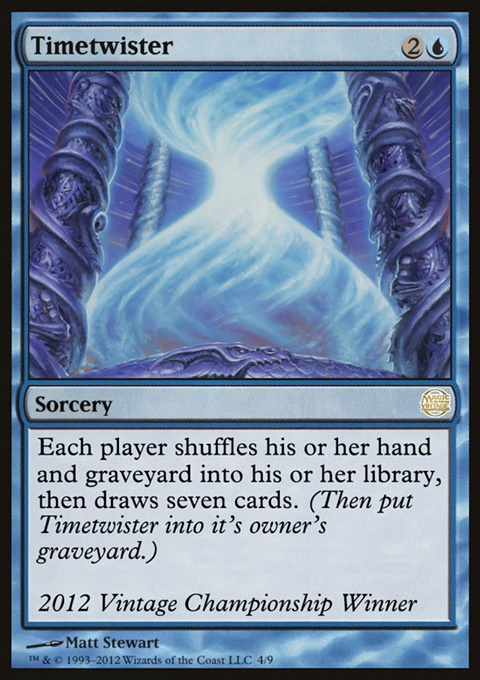 Timetwister 2
Sorcery
MAGIC
VINTAGE
Each player shuffles his or her hand
and graveyard into his or her library,
then draws seven cards. (Then put
Timetwister into it's owner's
graveyard.)
2012 Vintage Championship Winner
Matt Stewart
™ & © 1993–2012 Wizards of the Coast LLC 4/9